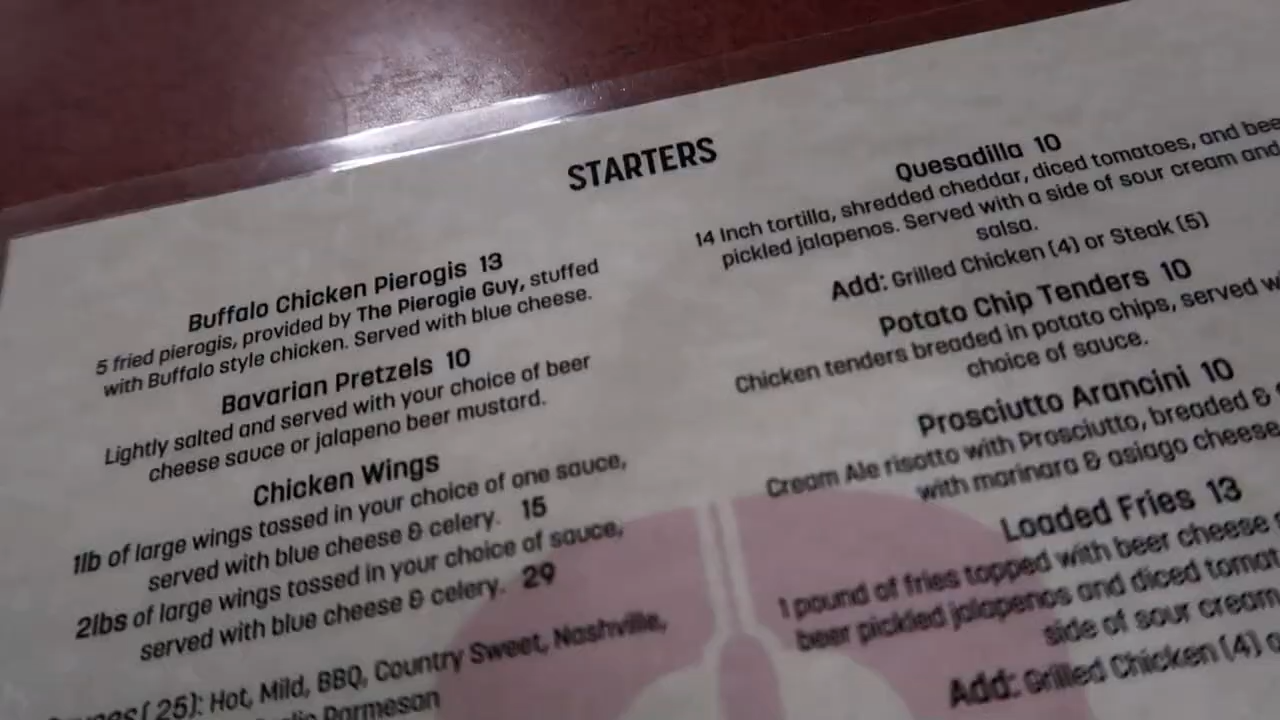 STARTERS
Buffalo Chicken Pierogis 13
5 fried pierogis, provided by The Pierogie Guy, stuffed
with Buffalo style chicken. Served with blue cheese.
Bavarian Pretzels 10
Lightly salted and served with your choice of beer
cheese sauce or jalapeno beer mustard.
Chicken Wings
1lb of large wings tossed in your choice of one sauce,
served with blue cheese & celery. 15
2lbs of large wings tossed in your choice of sauce,
served with blue cheese & celery. 29
(.25): Hot, Mild, BBQ, Country Sweet, Nashville,
Parmesan
Quesadilla 10
14 Inch tortilla, shredded cheddar, diced tomatoes, and
pickled jalapenos. Served with a side of sour cream and
salsa.
Add: Grilled Chicken (4) or Steak (5)
Potato Chip Tenders 10
Chicken tenders breaded in potato chips, served
choice of sauce.
Prosciutto Arancini 10
Cream Ale risotto with Prosciutto, breaded &
with marinara & asiago cheese
Loaded Fries 13
1 pound of fries topped with beer cheese
beer pickled jalapenos and diced
side of sour cream
Add: Grilled Chicken (4)